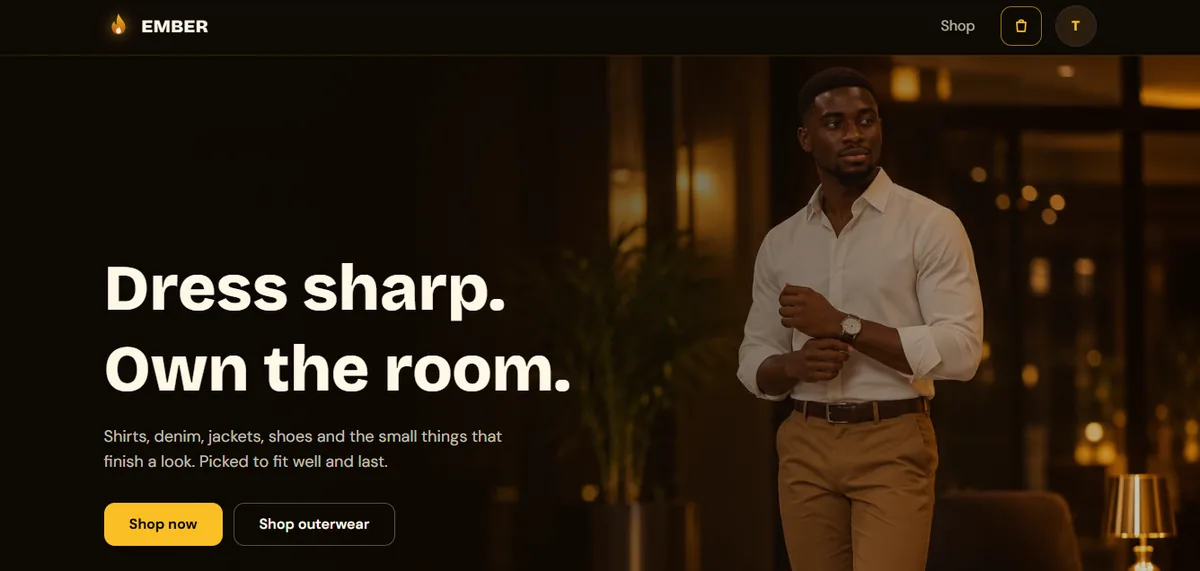 EMBER
Shop
T
Dress sharp.
Own the room.
Shirts, denim, jackets, shoes and the small things that
finish a look. Picked to fit well and last.
Shop now
Shop outerwear